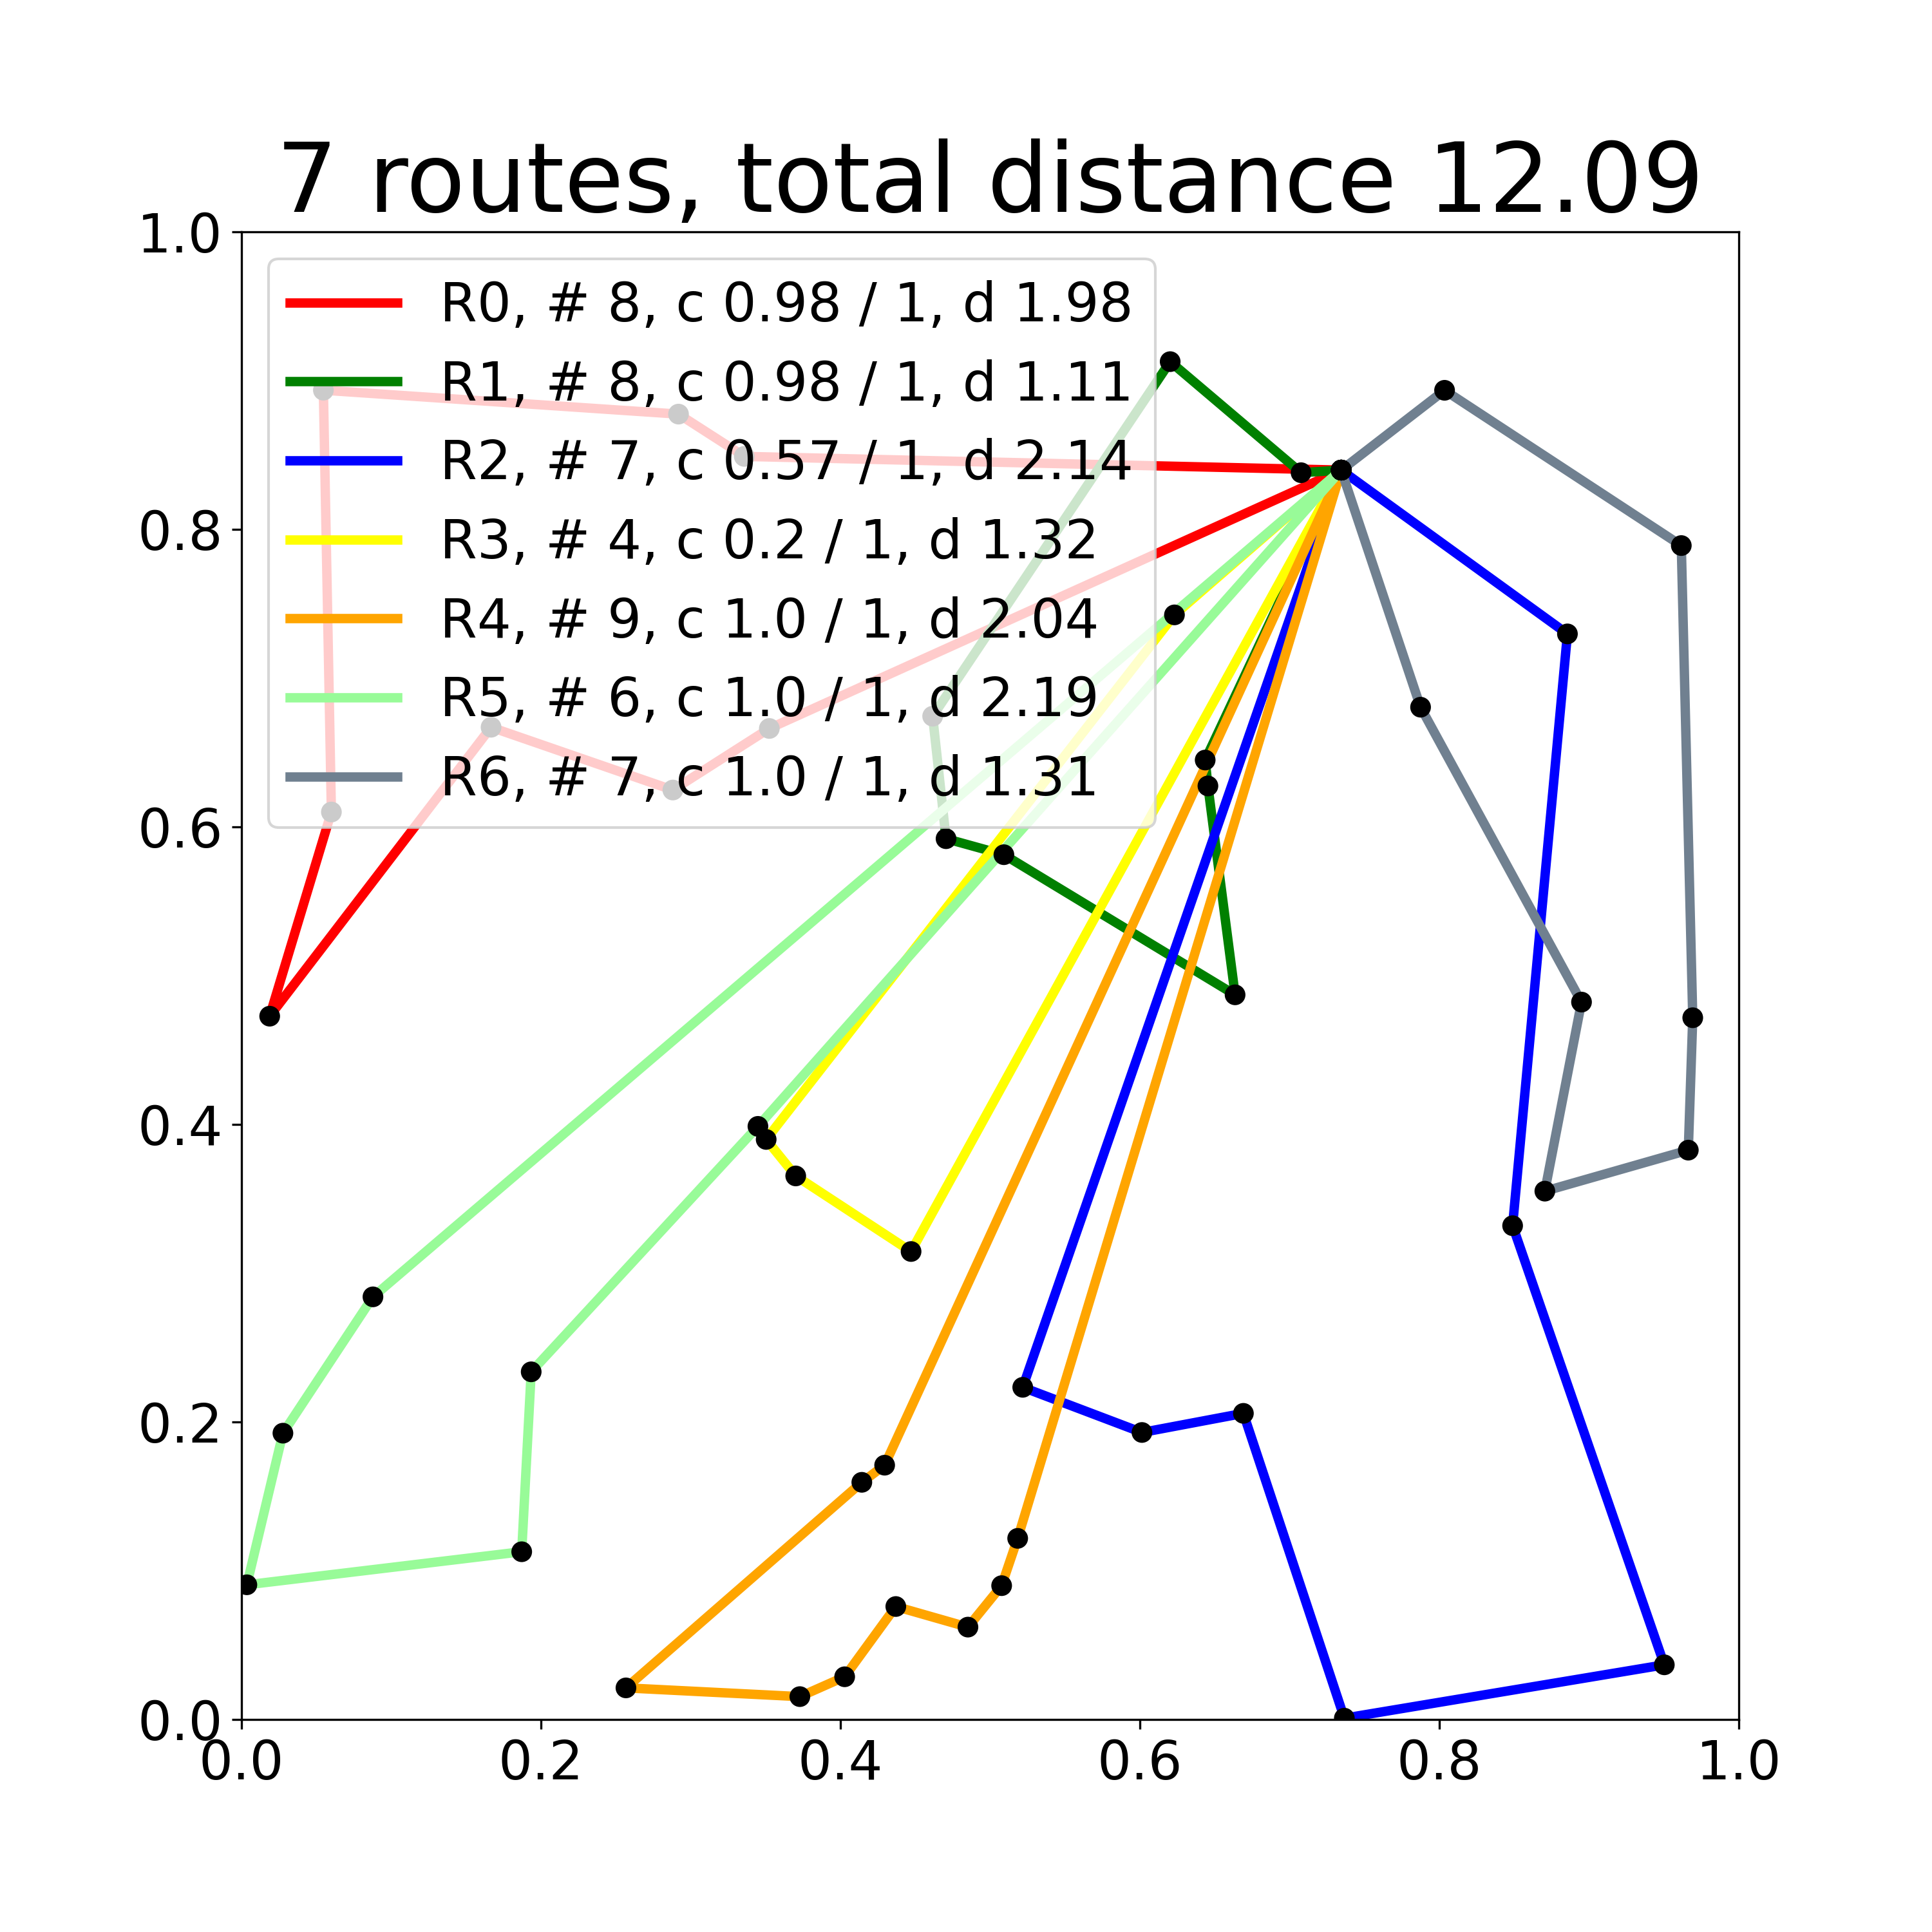 7 routes, total distance 12.09
1.0
R0, # 8, c 0.98 / 1, d 1.98
R1, # 8, c 0.98 / 1, d 1.11
R2, # 7, c 0.57 / 1, d 2.14
0.8
R3, # 4, c 0.2 / 1, d 1.32
R4, # 9, c 1.0 / 1, d 2.04
R5, # 6, c 1.0 / 1, d 2.19
R6, # 7, c 1.0 / 1, d 1.31
0.6
0.4
0.2
0.0
0.0 0.2 0.4 0.6 0.8 1.0